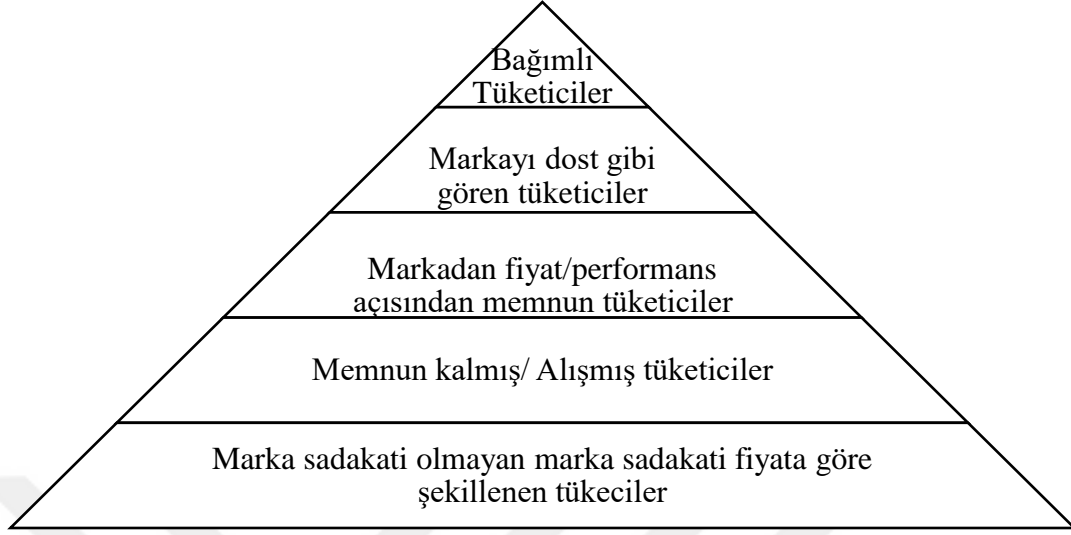 Bağımlı
Tüketiciler
Markayı dost gibi
gören tüketiciler
Markadan fiyat/performans
açısından memnun tüketiciler
Memnun kalmış/ Alışmış tüketiciler
Marka sadakati olmayan marka sadakati fiyata göre
şekillenen tükeciler